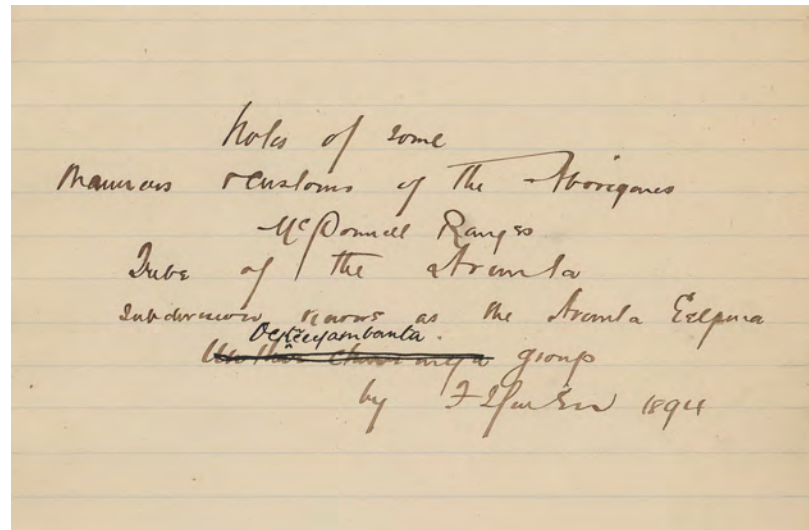 Notes of some
Manners & Customs of the Aborigines
McDonnell Ranges
Tribe of the Arunta
Subdivision known as the Arunta
group
by F J Gillen 1894